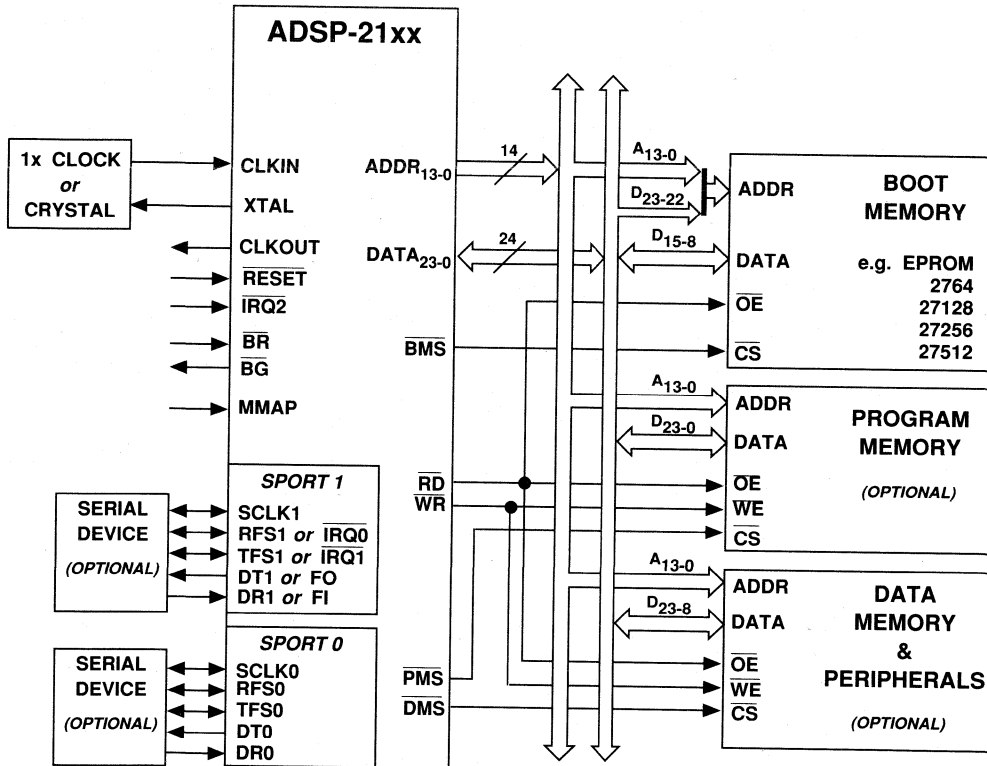 ADSP-21xx
1x CLOCK
or
CRYSTAL
CLKIN
XTAL
CLKOUT
RESET
IRQ2
BR
BG
MMAP
ADDR13-0
14
DATA23-0
24
BMS
RD
WR
PMS
DMS
SPORT 1
SCLK1
RFS1 or IRQ0
TFS1 or IRQ1
DT1 or FO
DR1 or FI
SERIAL
DEVICE
(OPTIONAL)
SPORT 0
SCLK0
RFS0
TFS0
DT0
DR0
SERIAL
DEVICE
(OPTIONAL)
A13-0
D23-22
D15-8
ADDR
DATA
OE
CS
BOOT
MEMORY
e.g. EPROM
2764
27128
27256
27512
A13-0
D23-0
ADDR
DATA
OE
WE
CS
PROGRAM
MEMORY
(OPTIONAL)
A13-0
D23-8
ADDR
DATA
OE
WE
CS
DATA
MEMORY
&
PERIPHERALS
(OPTIONAL)